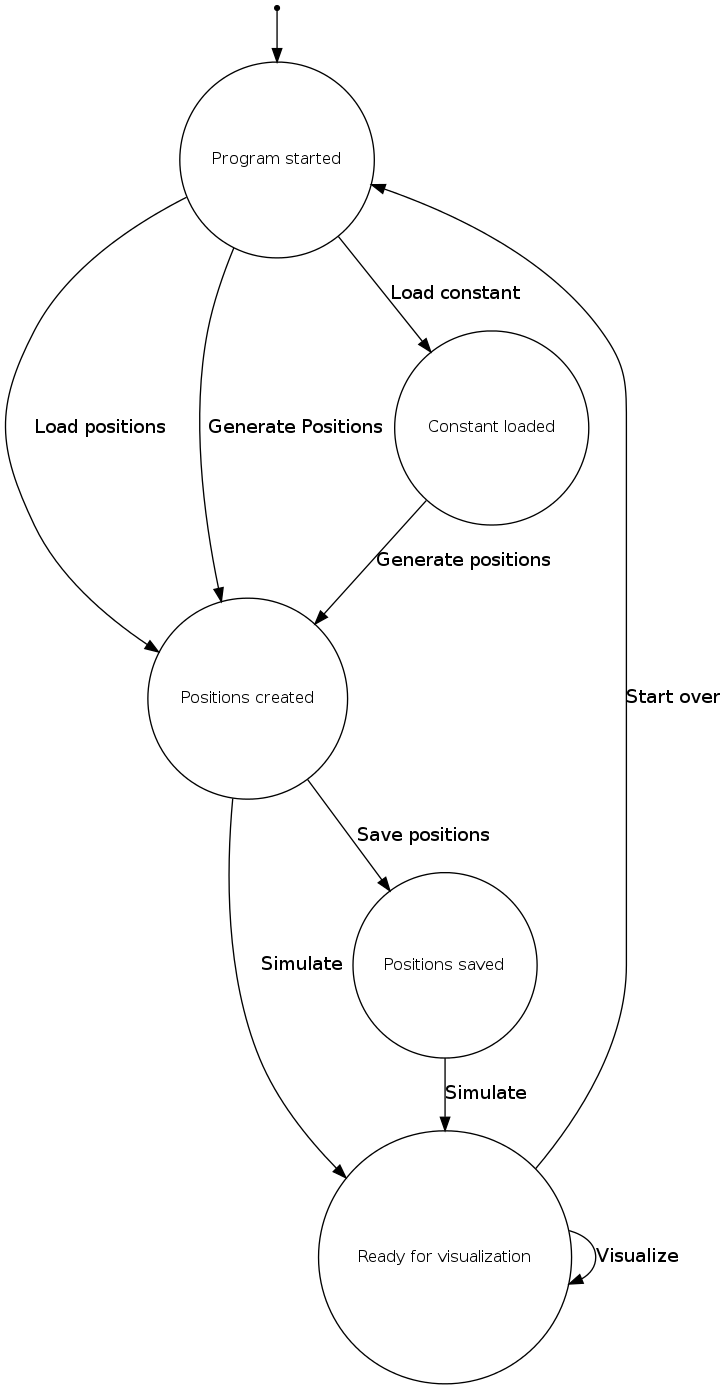 Program started
Load constant
Load positions
Generate Positions
Constant loaded
Generate positions
Positions created
Start over
Save positions
Simulate
Positions saved
Simulate
Ready for visualization
Visualize